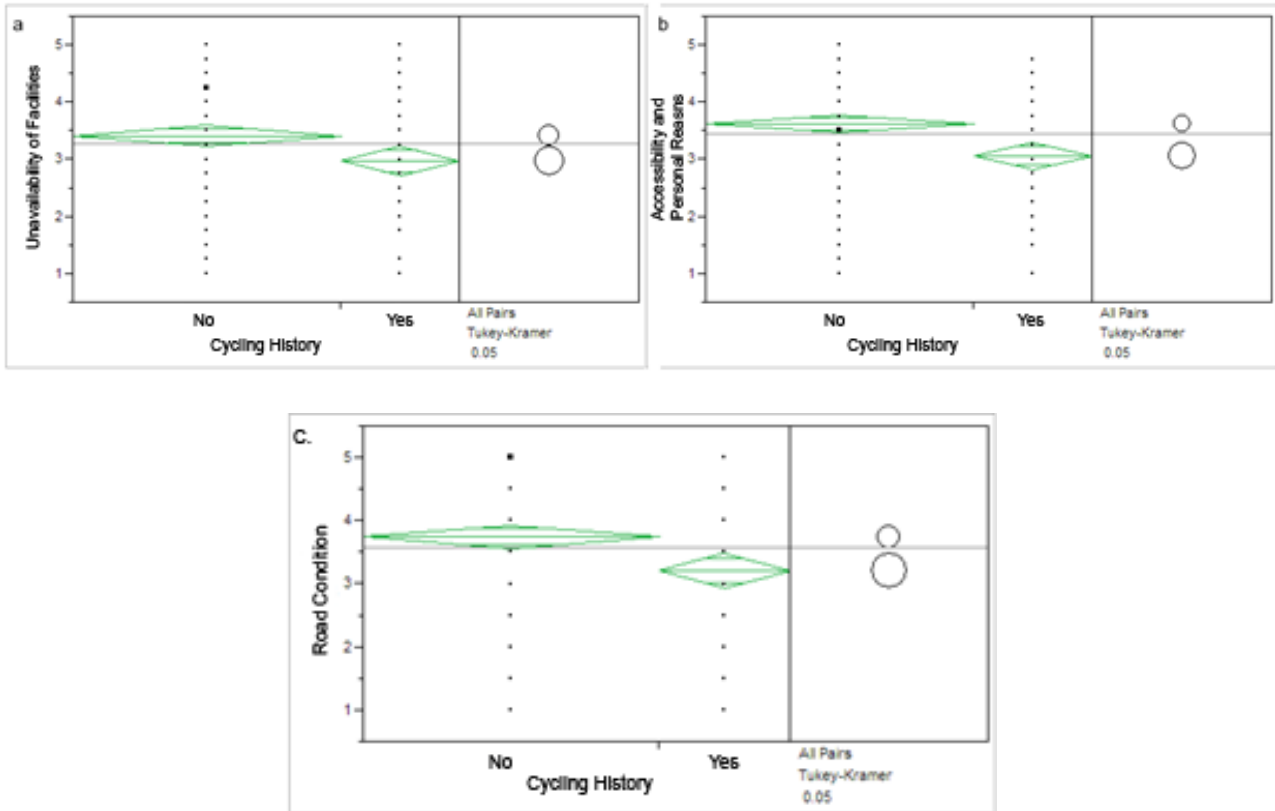 a
Unavailability of Facilities
5
4
3
2
1
No
Yes
Cycling History
All Pairs
Tukey-Kramer
0.05
b
Accessibility and
Personal Reasns
5
4
3
2
1
No
Yes
Cycling History
All Pairs
Tukey-Kramer
0.05
C.
Road Condition
5
4
3
2
1
No
Yes
Cycling History
All Pairs
Tukey-Kramer
0.05